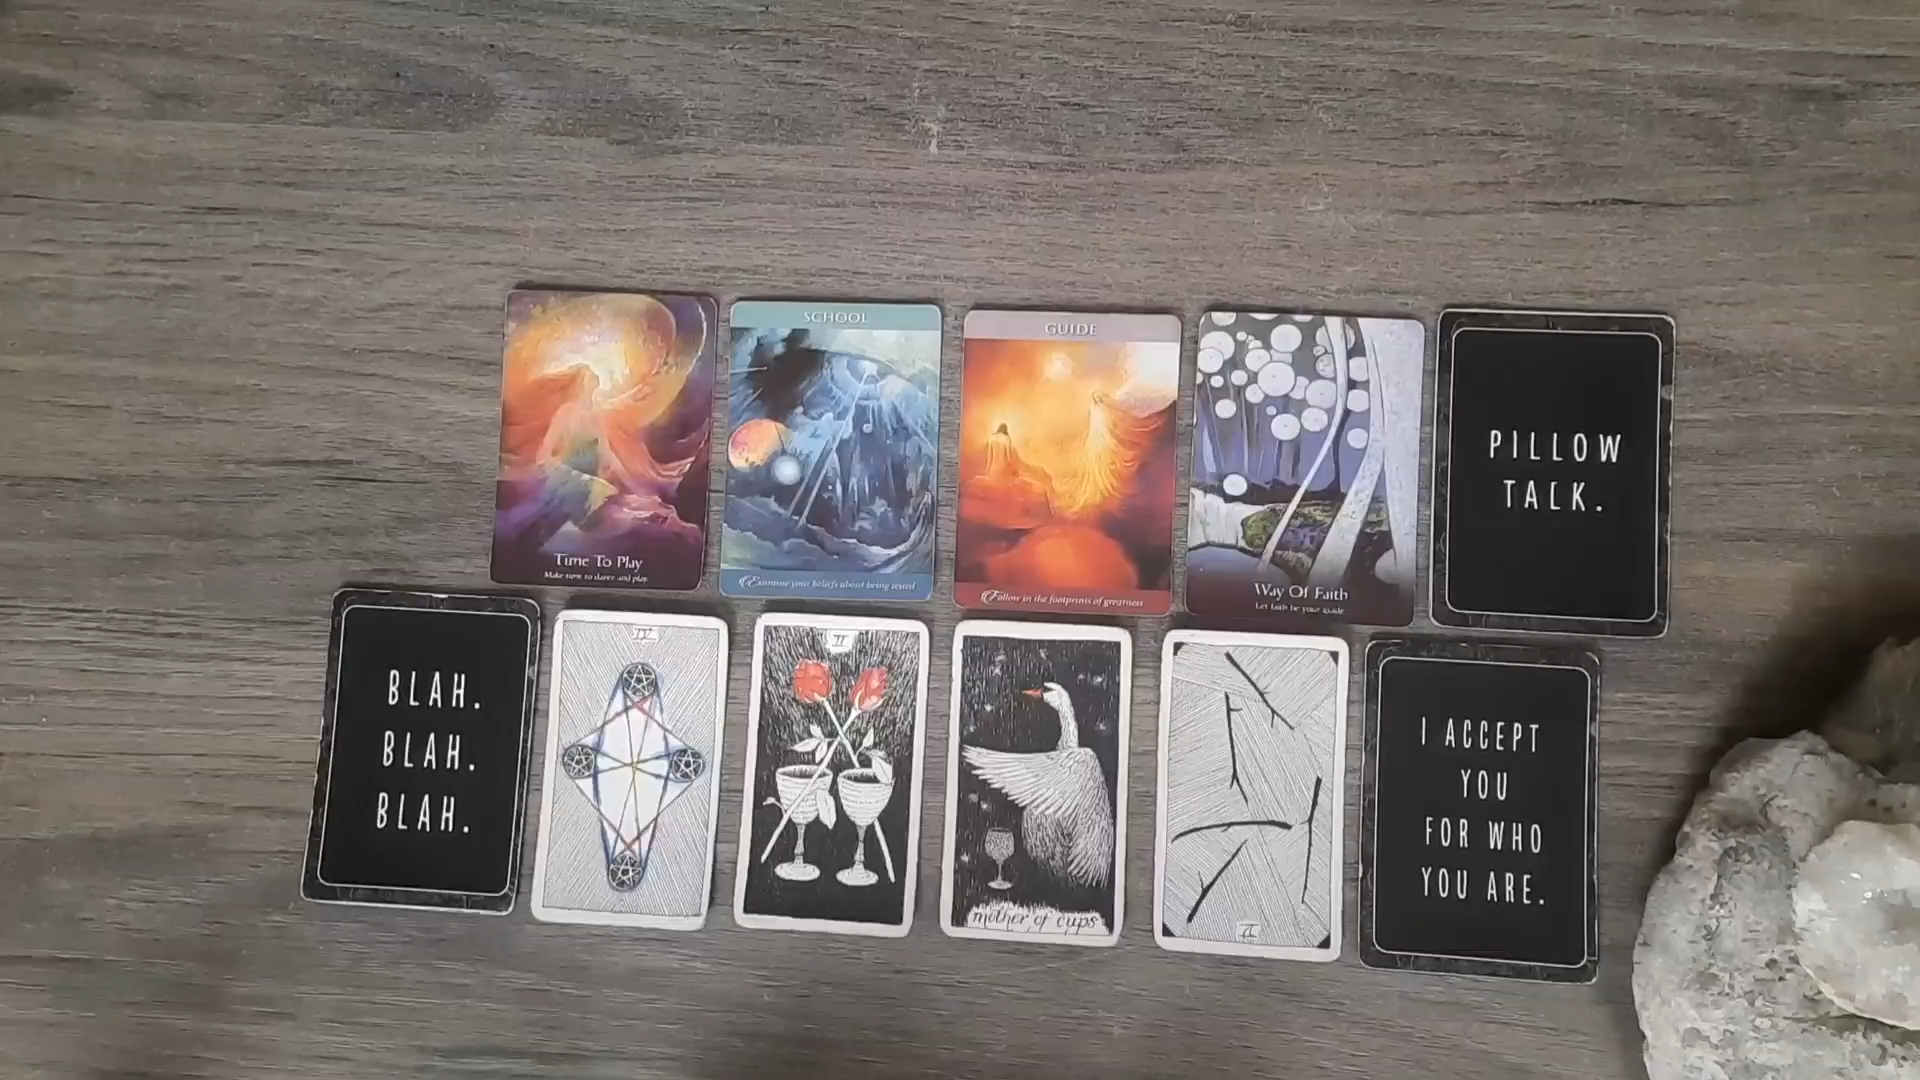 Time To Play
Make time to dance and play.
SCHOOL
Examine your beliefs about being tested
GUIDE
Follow in the footprints of greatness
Way Of Faith
Let faith be your guide
PILLOW
TALK.
BLAH.
BLAH.
BLAH.
IV
II
mother of cups
I ACCEPT
YOU
FOR WHO
YOU ARE.